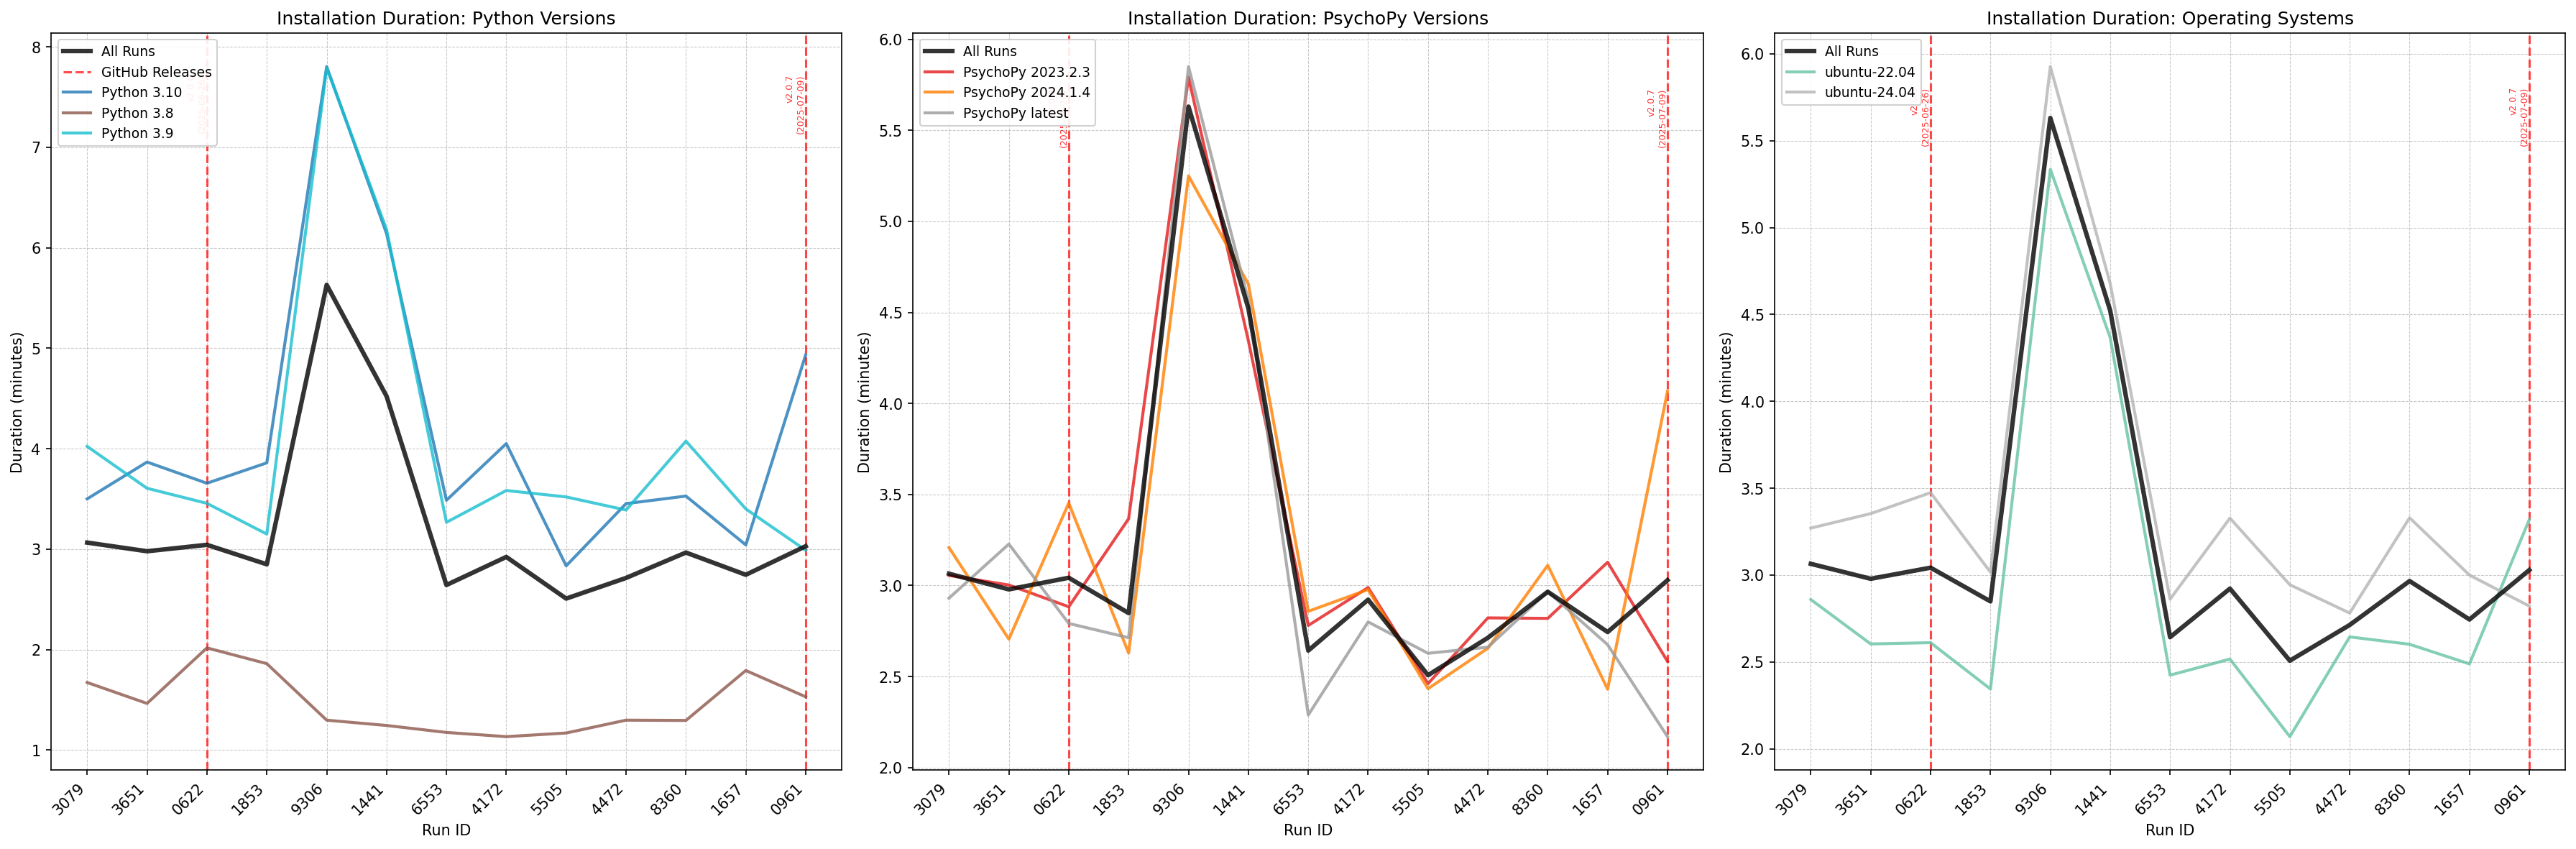 Installation Duration: Python Versions
All Runs
GitHub Releases
Python 3.10
Python 3.8
Python 3.9
v2.0.7
(2025-07-09)
8
7
6
5
4
3
2
1
Duration (minutes)
3079
3651
0622
1853
9306
1441
6553
4172
5505
4472
8360
1657
0961
Run ID
Installation Duration: PsychoPy Versions
All Runs
PsychoPy 2023.2.3
PsychoPy 2024.1.4
PsychoPy latest
(2025
v2.0.7
(2025-07-09)
6.0
5.5
5.0
4.5
4.0
3.5
3.0
2.5
2.0
Duration (minutes)
3079
3651
0622
1853
9306
1441
6553
4172
5505
4472
8360
1657
0961
Run ID
Installation Duration: Operating Systems
All Runs
ubuntu-22.04
ubuntu-24.04
(2025-06-26)
v2.0.7
(2025-07-09)
6.0
5.5
5.0
4.5
4.0
3.5
3.0
2.5
2.0
Duration (minutes)
3079
3651
0622
1853
9306
1441
6553
4172
5505
4472
8360
1657
0961
Run ID